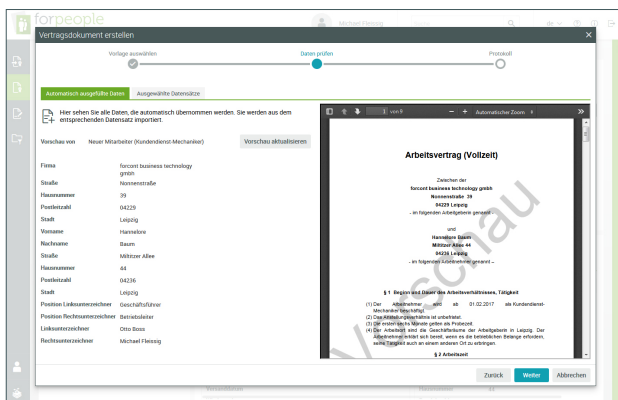 forpeople
Michael Fleissig
de
Vertragsdokument erstellen
Vorlage auswählen
Daten prüfen
Protokoll
Automatisch ausgefüllte Daten
Ausgewählte Datensätze
Hier sehen Sie alle Daten, die automatisch übernommen werden. Sie werden aus dem
entsprechenden Datensatz importiert.
Vorschau von Neuer Mitarbeiter (Kundendienst-Mechaniker)
Vorschau aktualisieren
Firma forcont business technology
gmbh
Straße Nonnenstraße
Hausnummer 39
Postleitzahl 04229
Stadt Leipzig
Vorname Hannelore
Nachname Baum
Straße Miltitzer Allee
Hausnummer 44
Postleitzahl 04236
Stadt Leipzig
Position Linksunterzeichner Geschäftsführer
Position Rechtsunterzeichner Betriebsleiter
Linksunterzeichner Otto Boss
Rechtsunterzeichner Michael Fleissig
1 von 8
Automatischer Zoom
Arbeitsvertrag (Vollzeit)
Zwischen der
forcont business technology gmbh
Nonnenstraße 39
04229 Leipzig
- im folgenden Arbeitgeberin genannt –
und
Hannelore Baum
Miltitzer Allee 44
04236 Leipzig
- im folgenden Arbeitnehmer genannt –
§ 1 Beginn und Dauer des Arbeitsverhältnisses, Tätigkeit
(1) Der Arbeitnehmer wird ab 01.02.2017 als Kundendienst-
Mechaniker beschäftigt.
(2) Das Anstellungsverhältnis ist unbefristet.
(3) Die ersten sechs Monate gelten als Probezeit.
(4) Der Arbeitsort sind die Geschäftsräume der Arbeitgeberin in Leipzig. Der
Arbeitnehmer erklärt sich bereit, wenn es die betrieblichen Belange erfordern,
seine Tätigkeit auch an einem anderen Ort zu erbringen.
§ 2 Arbeitszeit
Vorschau
Zurück
Weiter
Abbrechen
Hausnummer 44